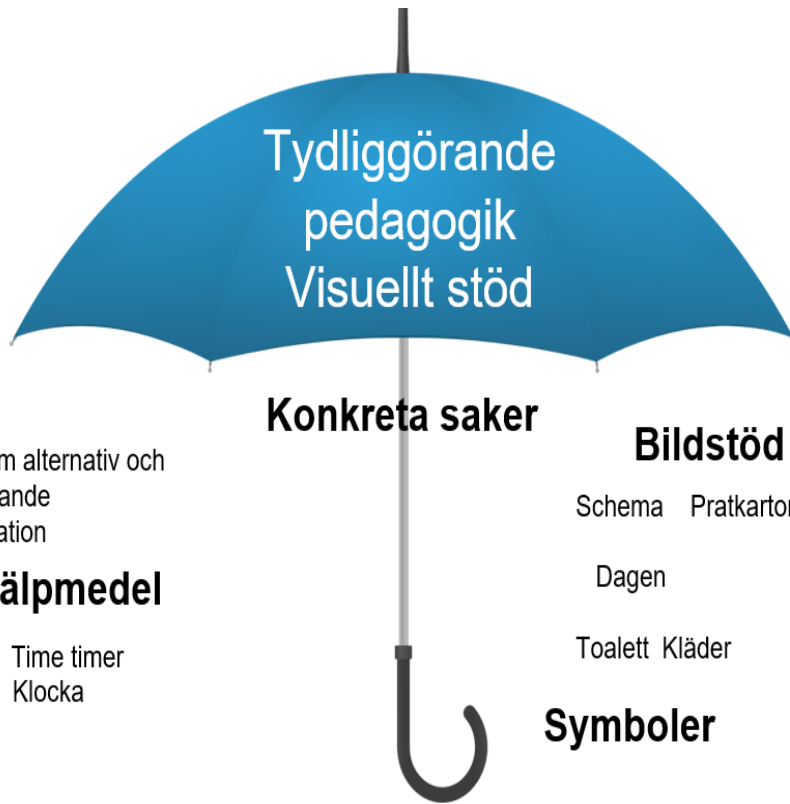 Tydliggörande
pedagogik
Visuellt stöd
Konkreta saker
m alternativ och
ande
ation
älpmedel
Time timer
Klocka
Bildstöd
Schema Pratkartor
Dagen
Toalett Kläder
Symboler